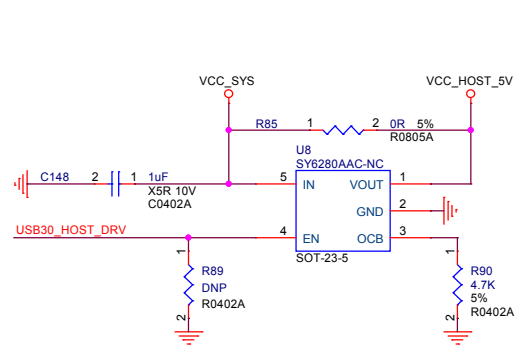 VCC_SYS
VCC_HOST_5V
R85 1 2 0R 5%
R0805A
U8
SY6280AAC-NC
C148 2 1 1uF
X5R 10V
C0402A
5 IN VOUT 1
GND 2
USB30_HOST_DRV
4 EN OCB 3
SOT-23-5
1
R89
DNP
R0402A
2
1
R90
4.7K
5%
R0402A
2